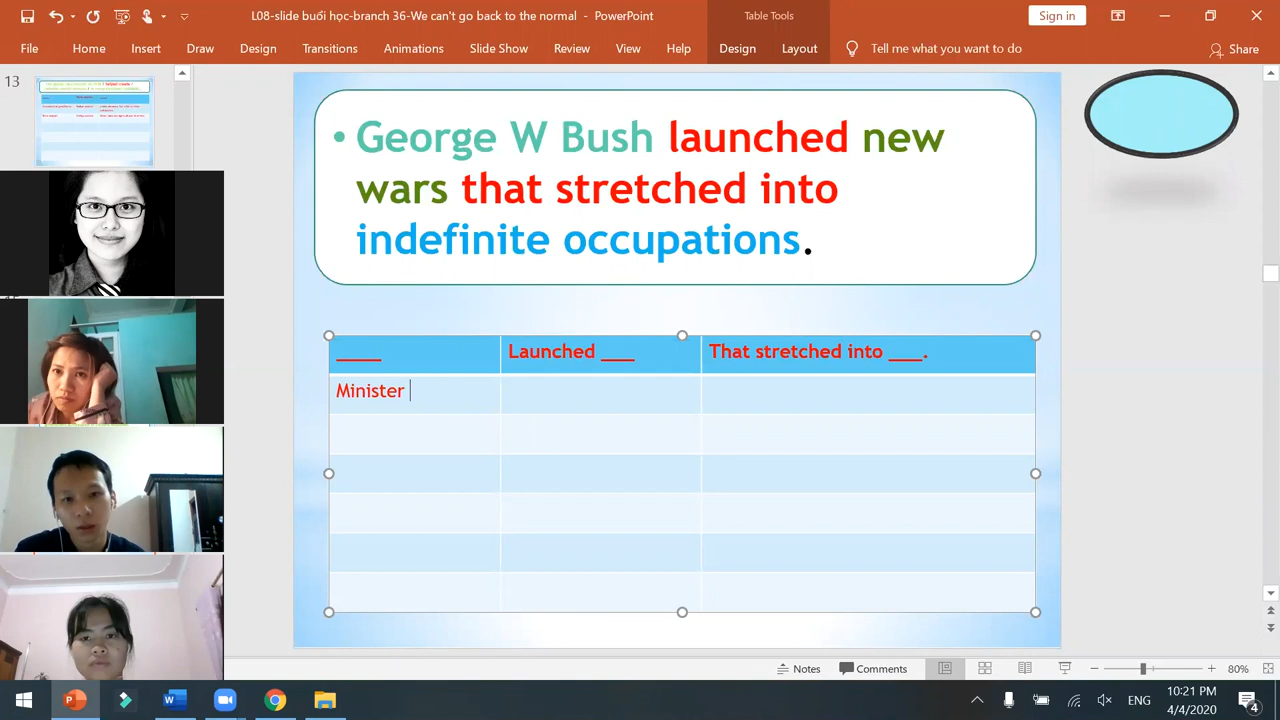 L08-slide buổi học-branch 36-We can't go back to the normal - PowerPoint
Table Tools
Sign in
File Home Insert Draw Design Transitions Animations Slide Show Review View Help Design Layout Tell me what you want to do Share
13
• George W Bush launched new
wars that stretched into
indefinite occupations.
____ Launched ___ That stretched into ___.
Minister
Notes Comments 80%
ENG
10:21 PM
4/4/2020
4